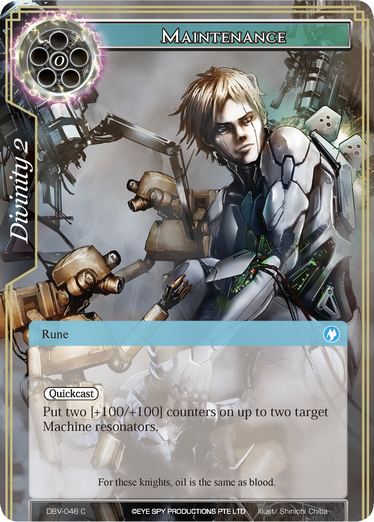 Maintenance
0
Divinity 2
Rune
Quickcast
Put two [+100/+100] counters on up to two target
Machine resonators.
For these knights, oil is the same as blood.
DBV-046 C ©EYE SPY PRODUCTIONS PTE LTD Illust/ Shinichi Chiba